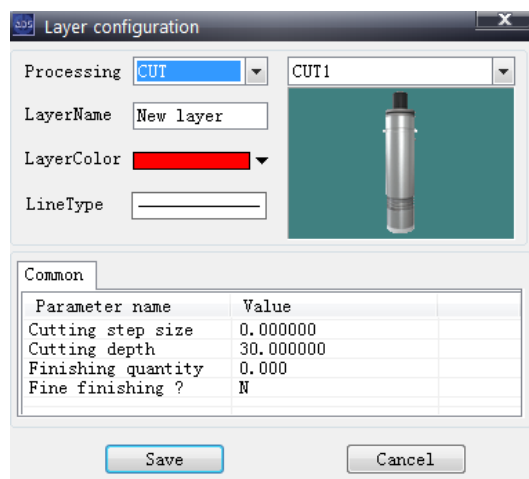 Layer configuration
X
Processing CUT CUT1
LayerName New layer
LayerColor
LineType
Common
Parameter name Value
Cutting step size 0.000000
Cutting depth 30.000000
Finishing quantity 0.000
Fine finishing ? N
Save Cancel